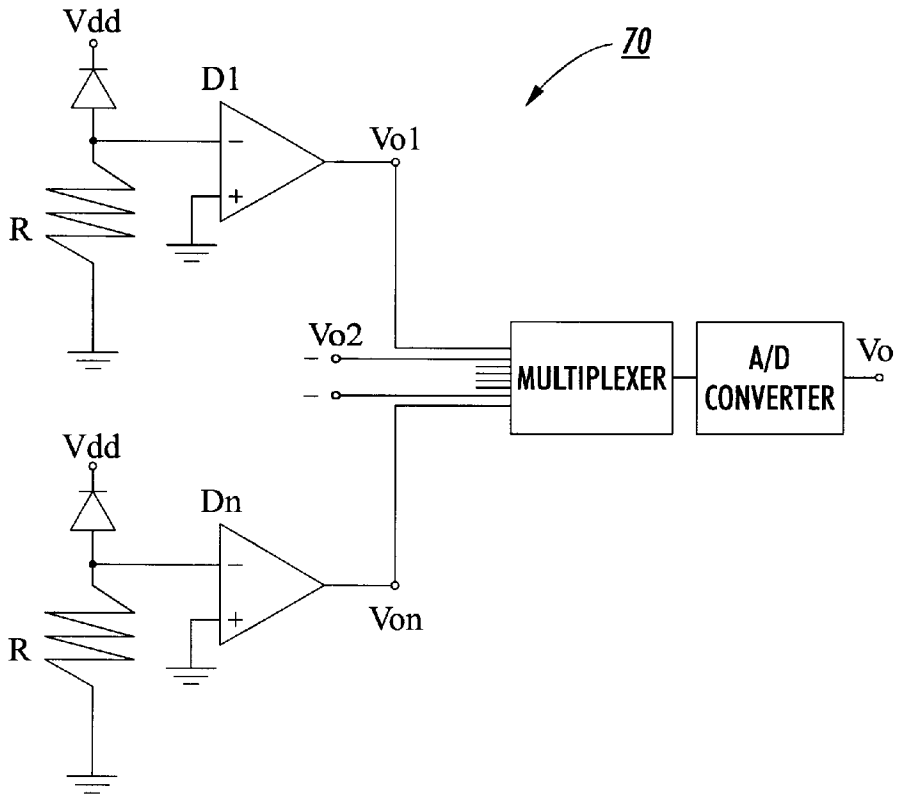 Vdd
70
D1
−
+
R
Vo1
Vo2
−
−
MULTIPLEXER
A/D
CONVERTER
Vo
Vdd
Dn
−
+
R
Von